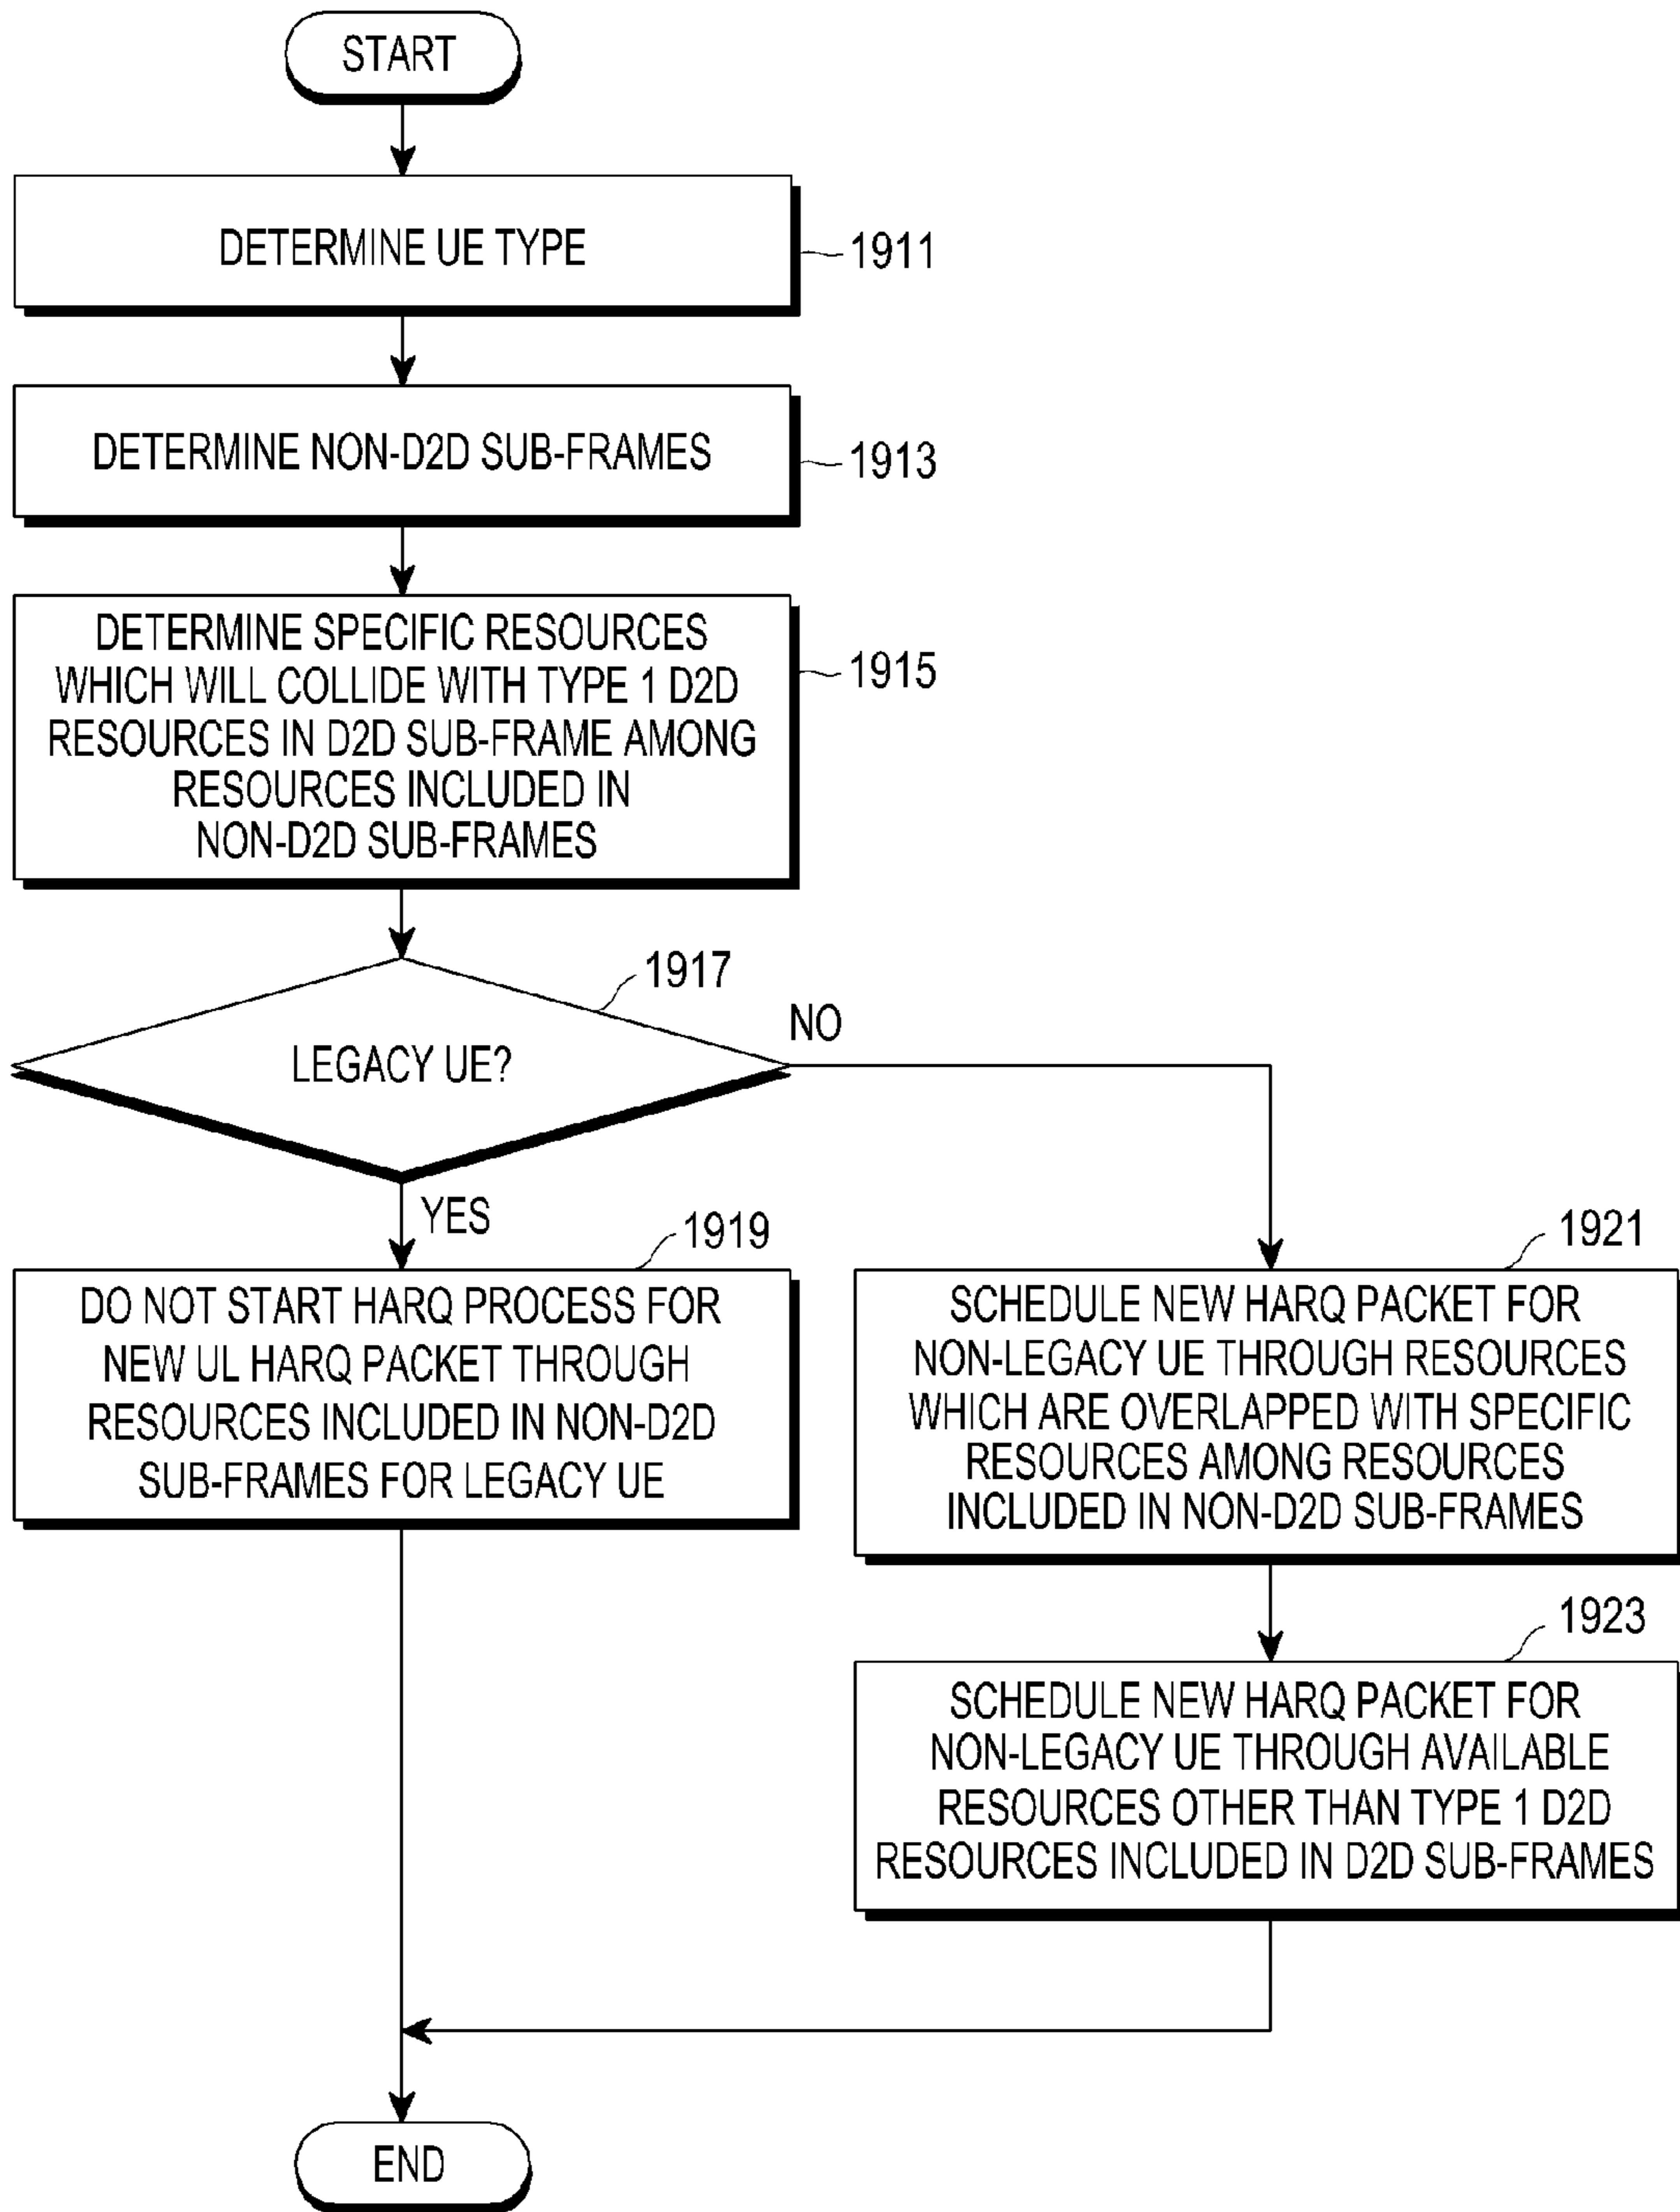 START
DETERMINE UE TYPE
1911
DETERMINE NON-D2D SUB-FRAMES
1913
DETERMINE SPECIFIC RESOURCES
WHICH WILL COLLIDE WITH TYPE 1 D2D
RESOURCES IN D2D SUB-FRAME AMONG
RESOURCES INCLUDED IN
NON-D2D SUB-FRAMES
1915
1917
LEGACY UE?
NO
YES
1919
DO NOT START HARQ PROCESS FOR
NEW UL HARQ PACKET THROUGH
RESOURCES INCLUDED IN NON-D2D
SUB-FRAMES FOR LEGACY UE
1921
SCHEDULE NEW HARQ PACKET FOR
NON-LEGACY UE THROUGH RESOURCES
WHICH ARE OVERLAPPED WITH SPECIFIC
RESOURCES AMONG RESOURCES
INCLUDED IN NON-D2D SUB-FRAMES
1923
SCHEDULE NEW HARQ PACKET FOR
NON-LEGACY UE THROUGH AVAILABLE
RESOURCES OTHER THAN TYPE 1 D2D
RESOURCES INCLUDED IN D2D SUB-FRAMES
END